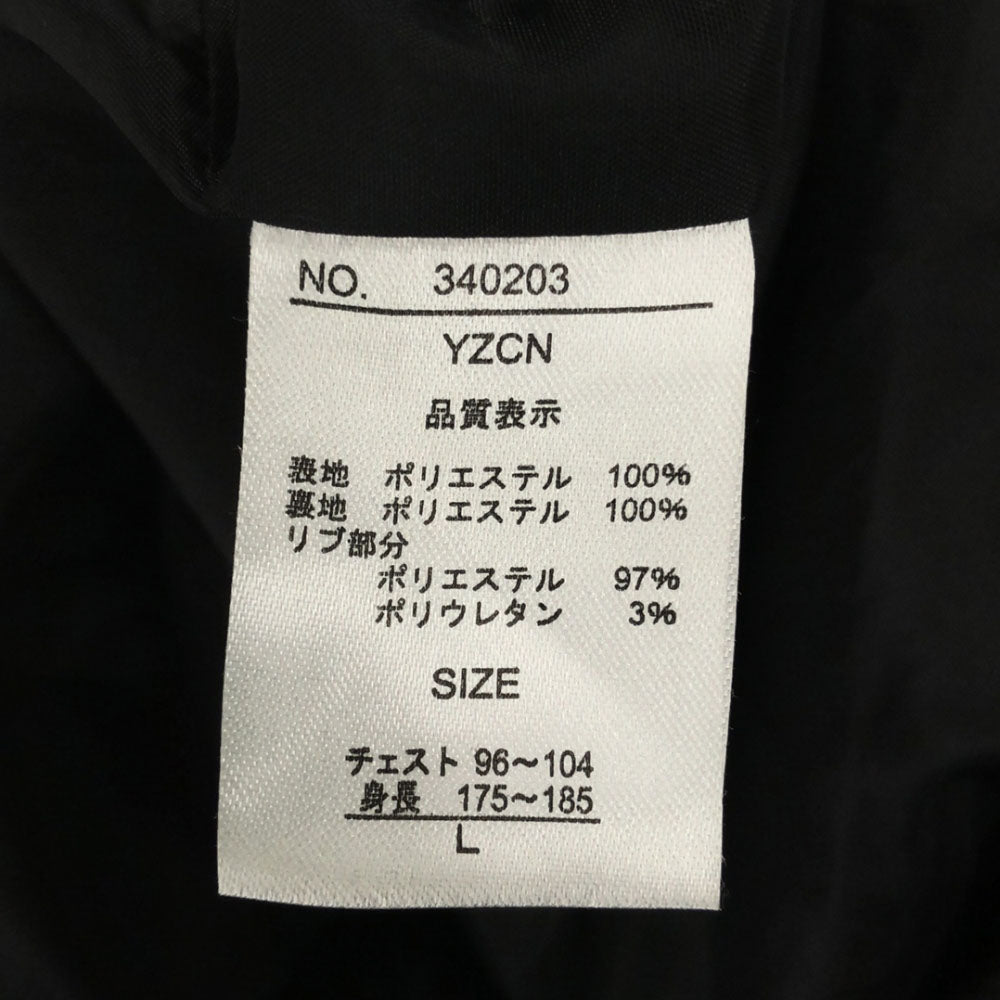 NO. 340203
YZCN
品質表示
表地 ポリエステル 100%
裏地 ポリエステル 100%
リブ部分
ポリエステル 97%
ポリウレタン 3%
SIZE
チェスト 96～104
身長 175～185
L